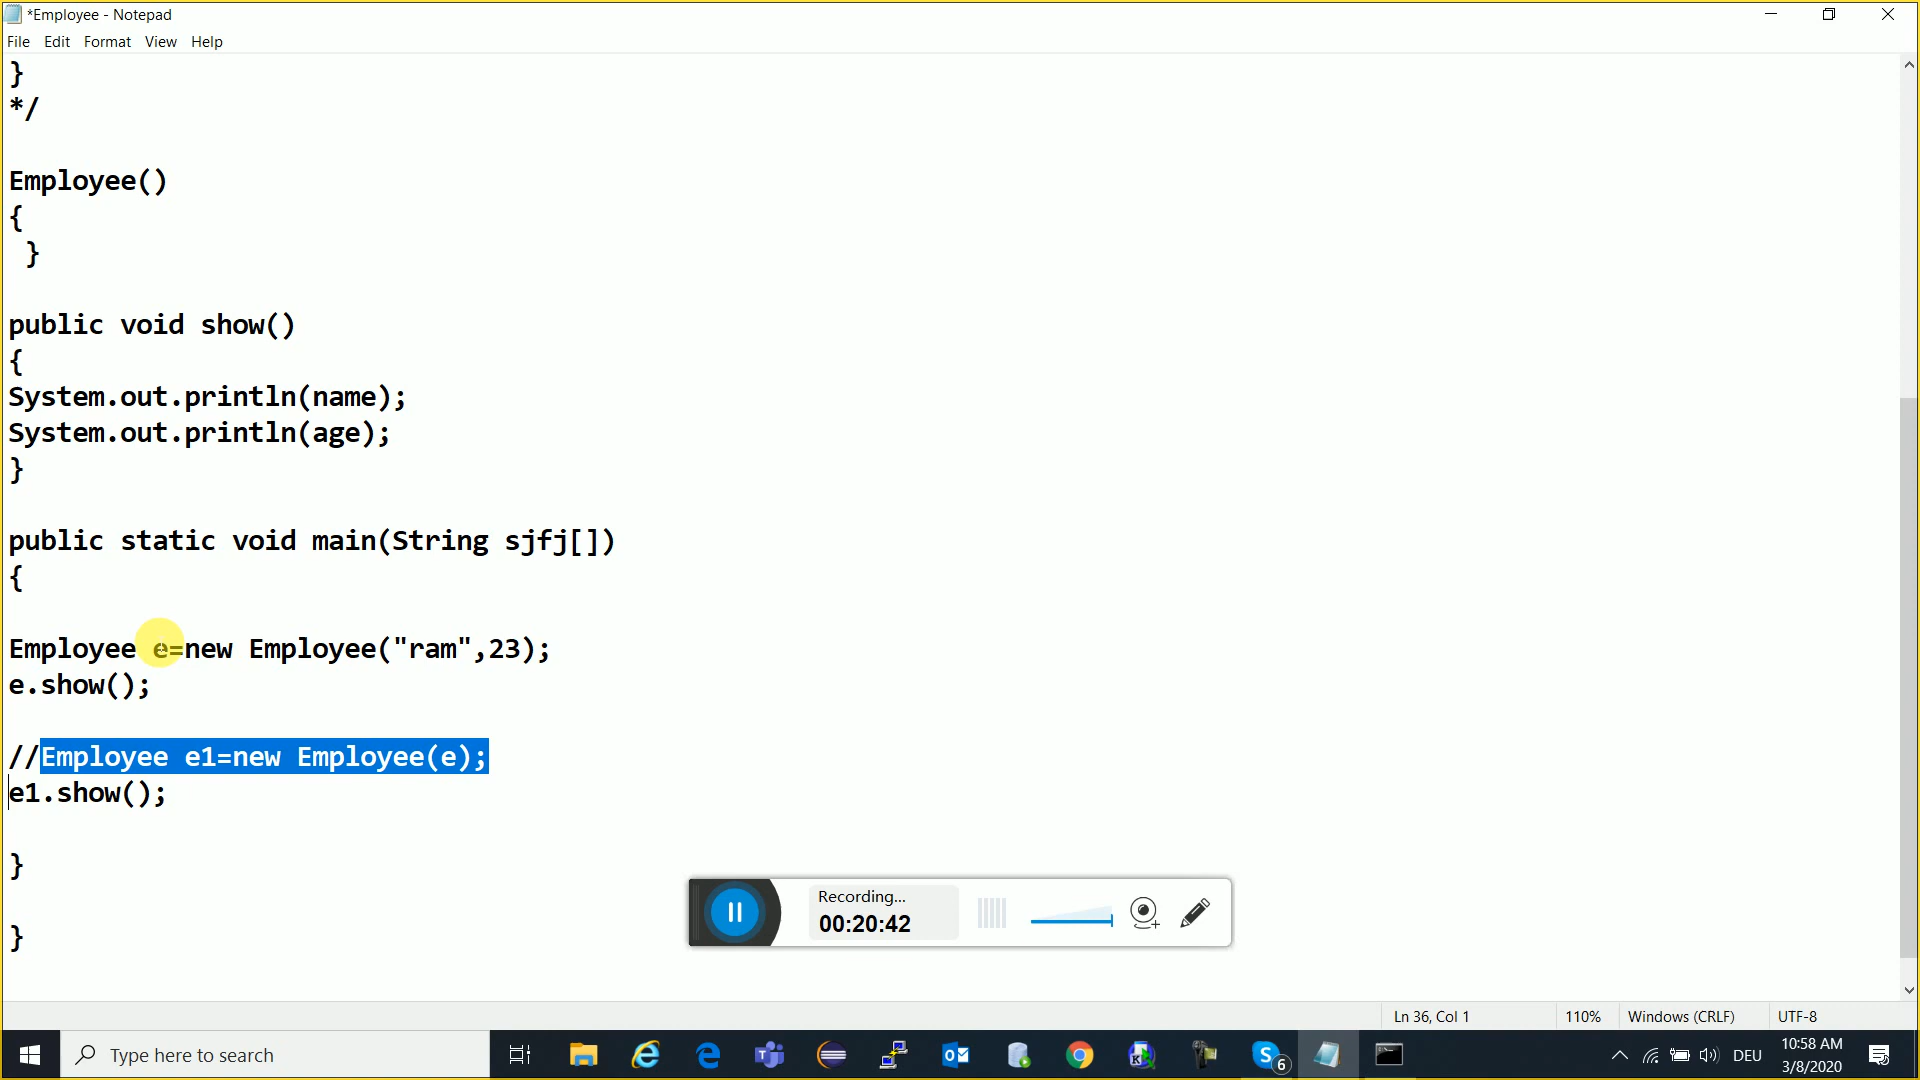 *Employee - Notepad
File Edit Format View Help
}
*/
Employee()
{
}
public void show()
{
System.out.println(name);
System.out.println(age);
}
public static void main(String sjfj[])
{
Employee e=new Employee("ram",23);
e.show();
//Employee e1=new Employee(e);
e1.show();
}
}
Recording...
00:20:42
Ln 36, Col 1 110% Windows (CRLF) UTF-8
Type here to search
6
DEU
10:58 AM
3/8/2020